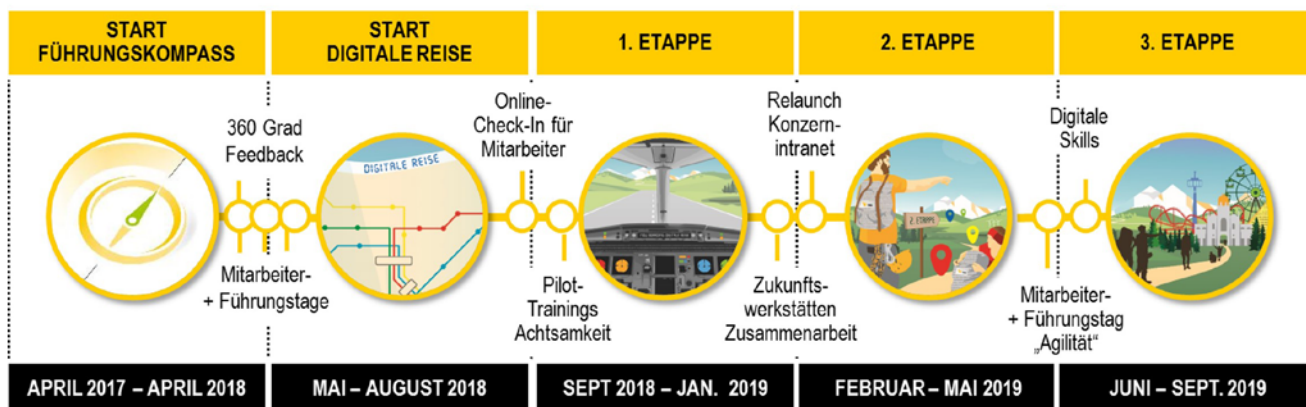 START
FÜHRUNGSKOMPASS
START
DIGITALE REISE
1. ETAPPE
2. ETAPPE
3. ETAPPE
360 Grad
Feedback
Mitarbeiter-
+ Führungstage
DIGITALE REISE
Online-
Check-In für
Mitarbeiter
Pilot-
Trainings
Achtsamkeit
Relaunch
Konzern-
intranet
Zukunfts-
werkstätten
Zusammenarbeit
2. ETAPPE
Digitale
Skills
Mitarbeiter-
+ Führungstag
„Agilität“
APRIL 2017 – APRIL 2018
MAI – AUGUST 2018
SEPT 2018 – JAN. 2019
FEBRUAR – MAI 2019
JUNI – SEPT. 2019